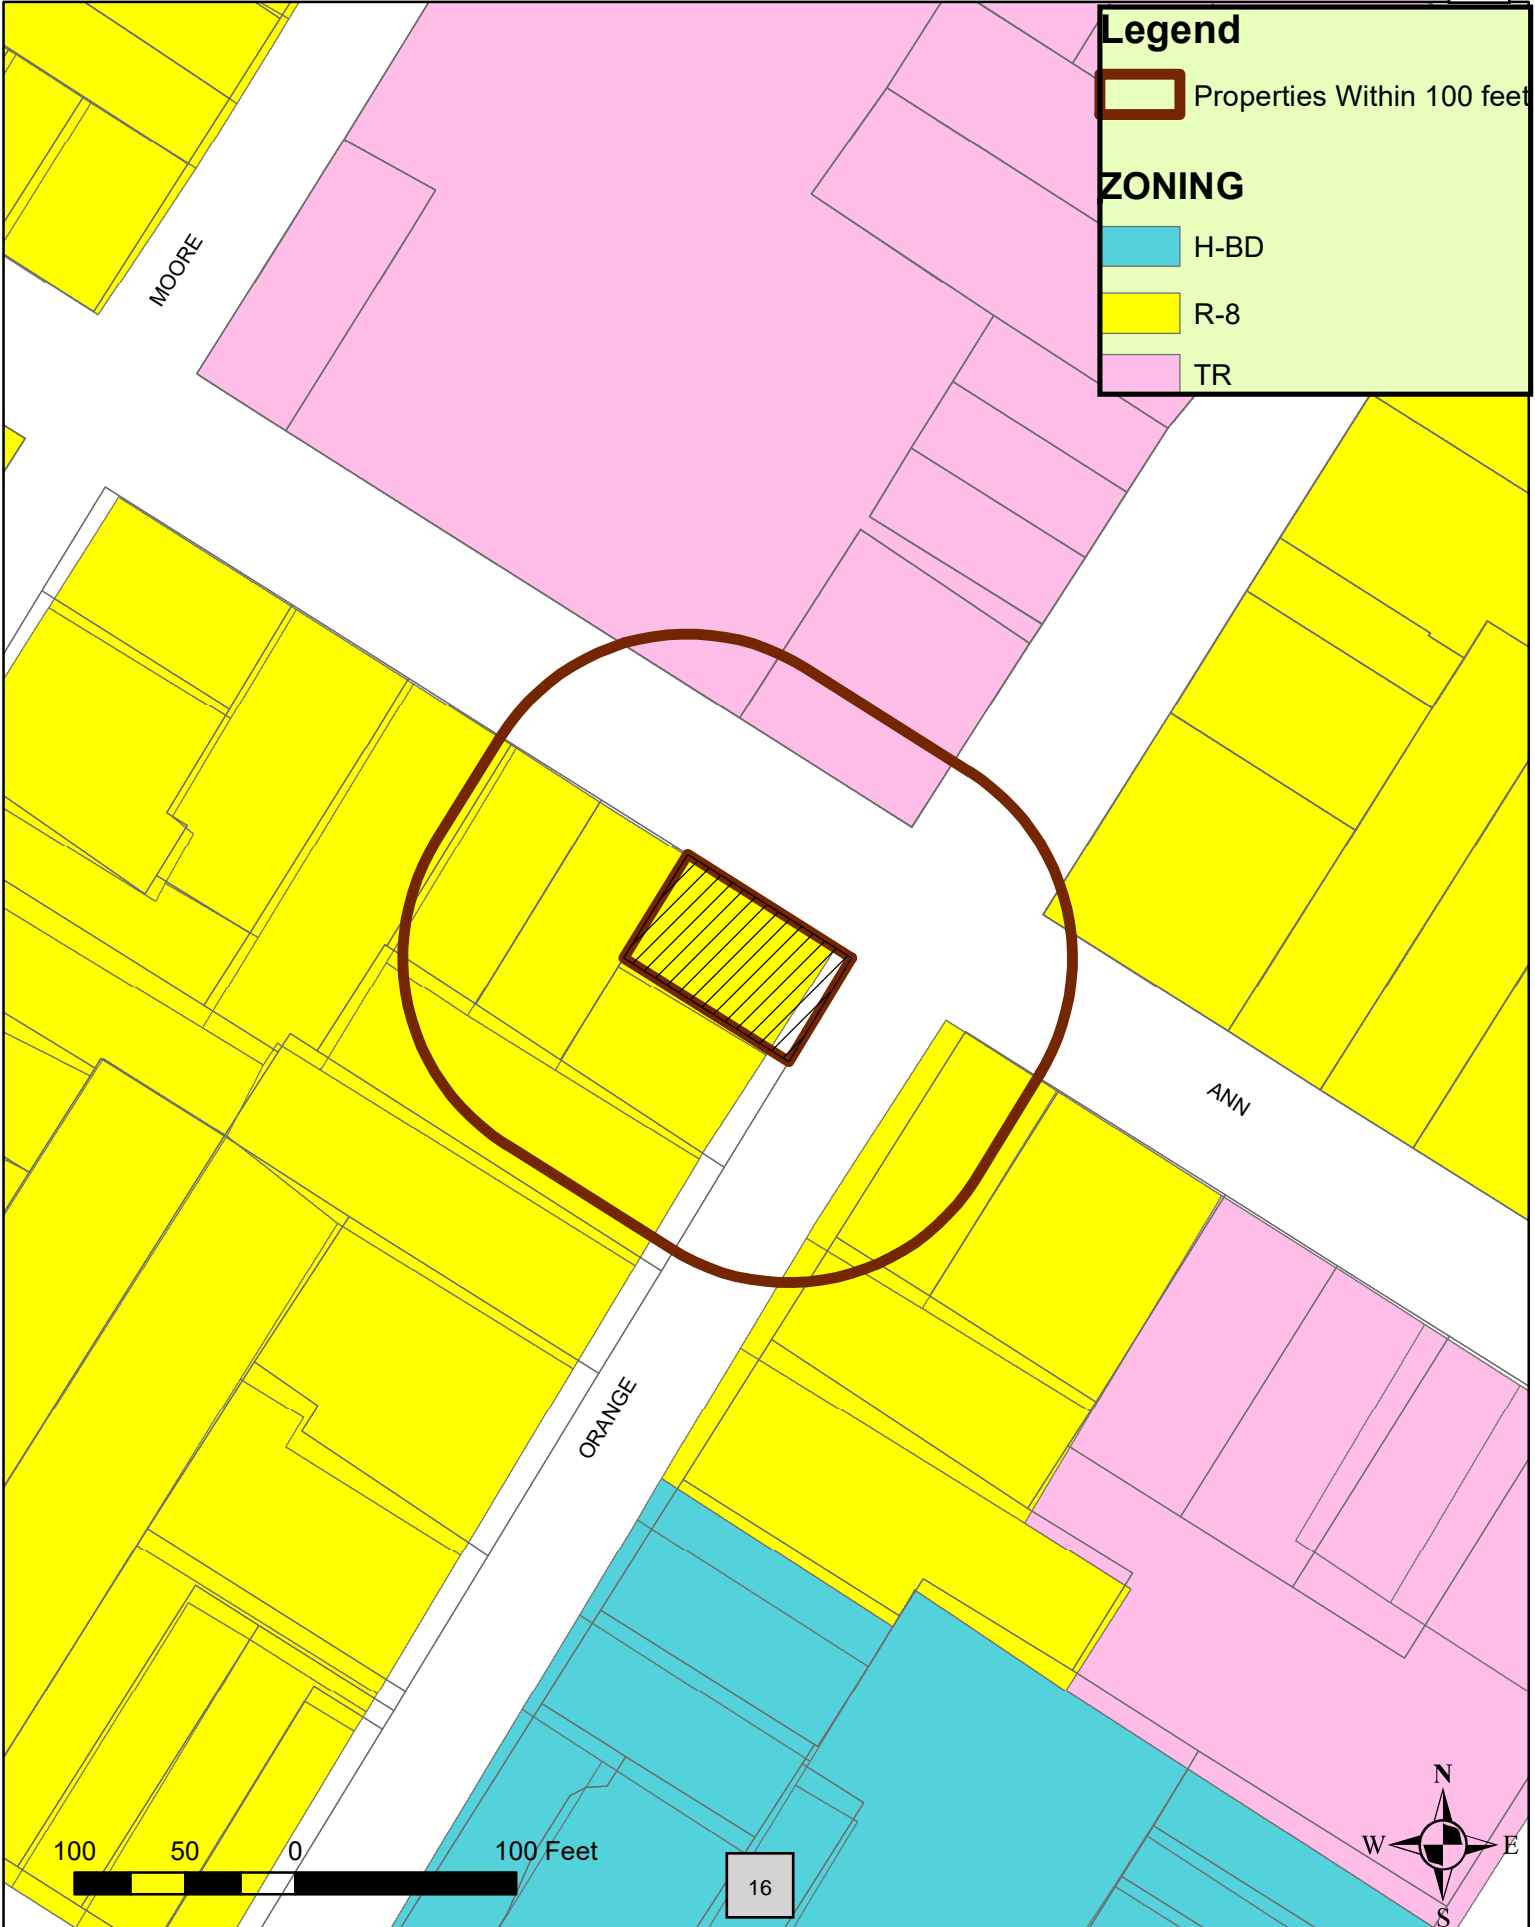 Legend
Properties Within 100 feet
ZONING
H-BD
R-8
TR
MOORE
ANN
ORANGE
N
W E
S
100 50 0 100 Feet
16